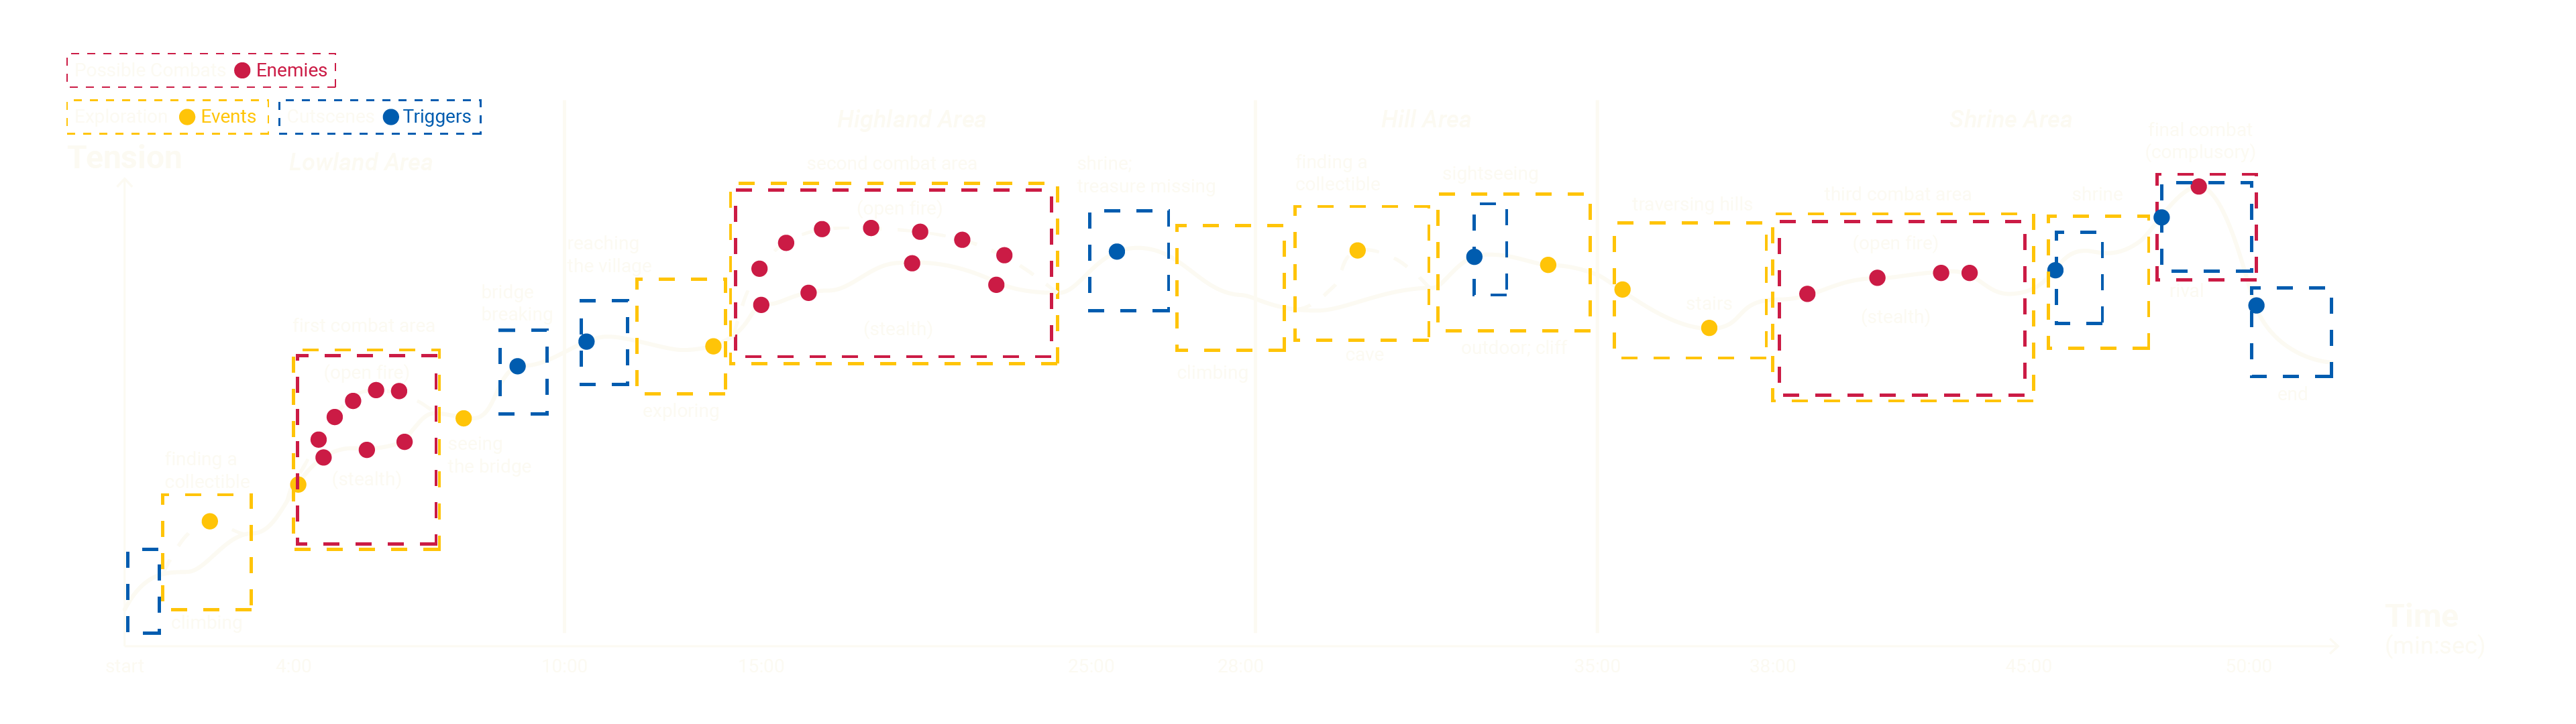 Possible Combats Enemies
Exploration Events
Cutscenes Triggers
Tension
Lowland Area
Highland Area
Hill Area
Shrine Area
finding a
collectible
climbing
first combat area
(open fire)
(stealth)
seeing
the bridge
bridge
breaking
reaching
the village
exploring
second combat area
(open fire)
(stealth)
shrine,
treasure missing
climbing
finding a
collectible
cave
sightseeing
outdoor, cliff
traversing hills
stairs
third combat area
(open fire)
(stealth)
shrine
final combat
(complusory)
rival
end
start
4:00
10:00
15:00
25:00
28:00
35:00
38:00
45:00
50:00
Time
(min:sec)